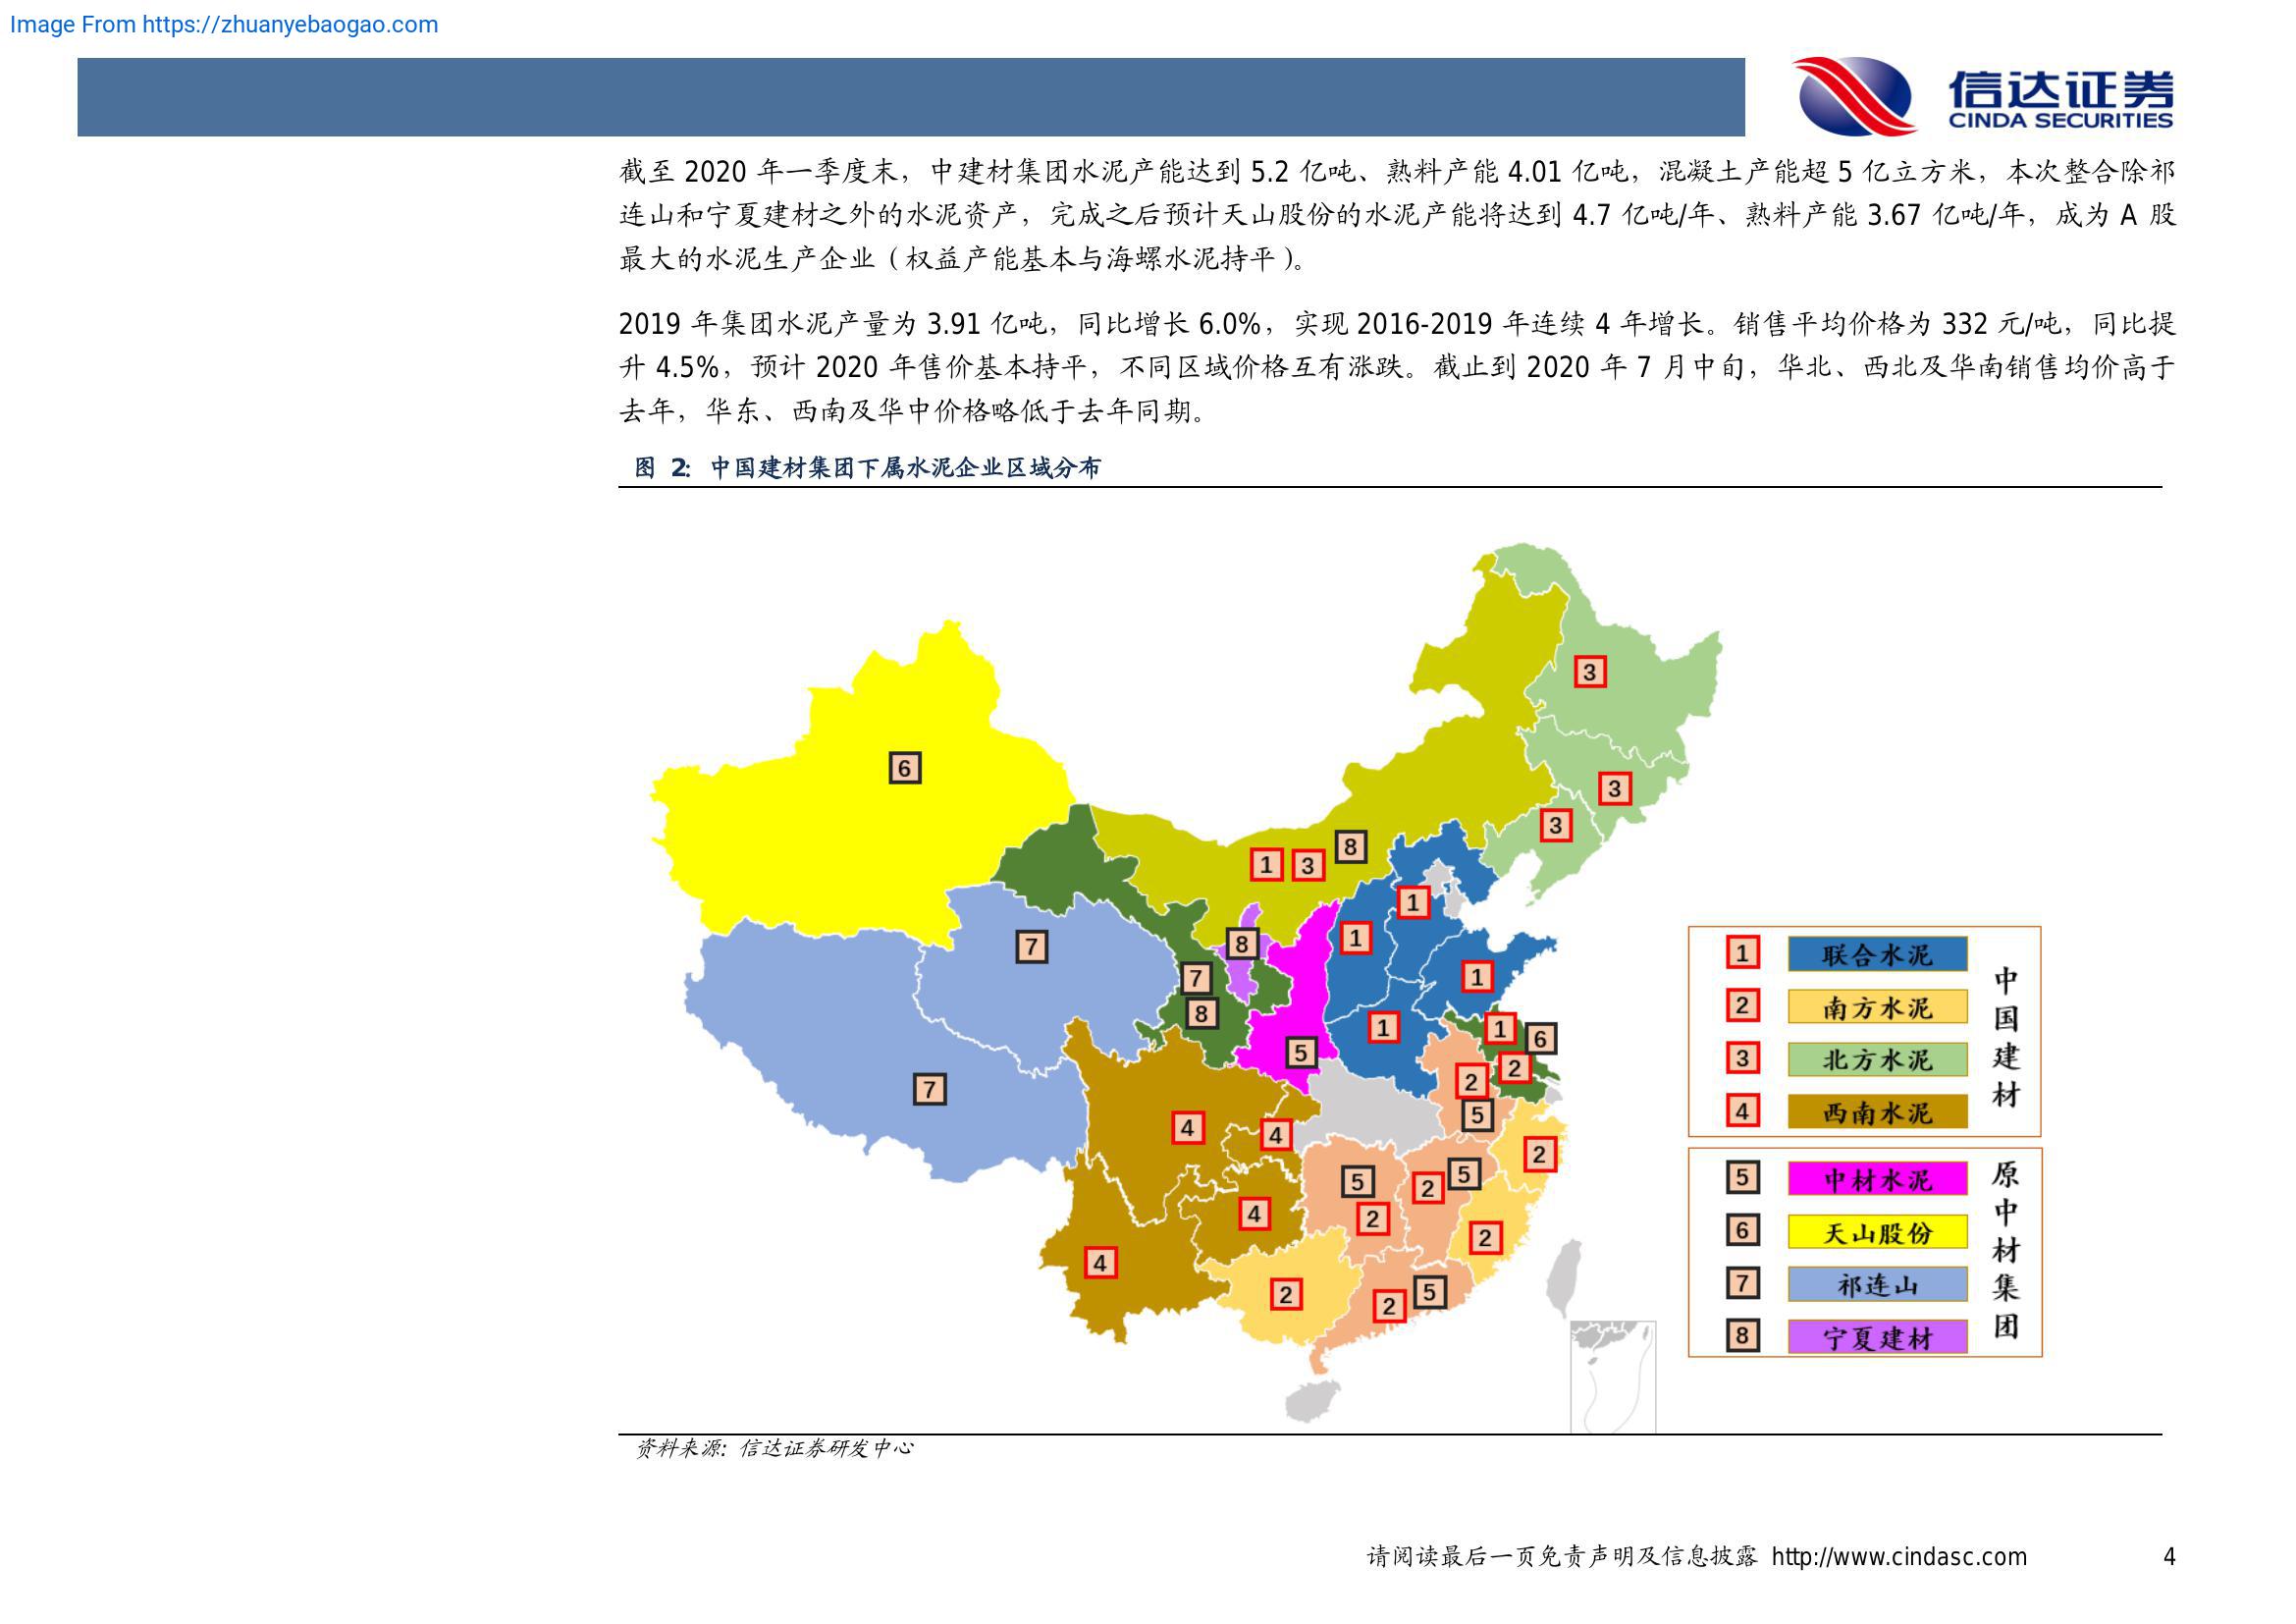 Image From https://zhuanyebaogao.com
信达证券
CINDA SECURITIES
截至 2020 年一季度末，中建材集团水泥产能达到 5.2 亿吨、熟料产能 4.01 亿吨，混凝土产能超 5 亿立方米，本次整合除祁
连山和宁夏建材之外的水泥资产，完成之后预计天山股份的水泥产能将达到 4.7 亿吨/年、熟料产能 3.67 亿吨/年，成为 A 股
最大的水泥生产企业（权益产能基本与海螺水泥持平）。
2019 年集团水泥产量为 3.91 亿吨，同比增长 6.0%，实现 2016-2019 年连续 4 年增长。销售平均价格为 332 元/吨，同比提
升 4.5%，预计 2020 年售价基本持平，不同区域价格互有涨跌。截止到 2020 年 7 月中旬，华北、西北及华南销售均价高于
去年，华东、西南及华中价格略低于去年同期。
图 2: 中国建材集团下属水泥企业区域分布
3
6
3
3
8
1 3
1
1
8
7
7
1
8
1
1
6
5
2
7
2
5
4
4
2
5
5
2
4
2
2
4
2
5
2
1 联合水泥
2 南方水泥
3 北方水泥
4 西南水泥
中国建材
5 中材水泥
6 天山股份
7 祁连山
8 宁夏建材
原中材集团
资料来源: 信达证券研发中心
请阅读最后一页免责声明及信息披露 http://www.cindasc.com 4